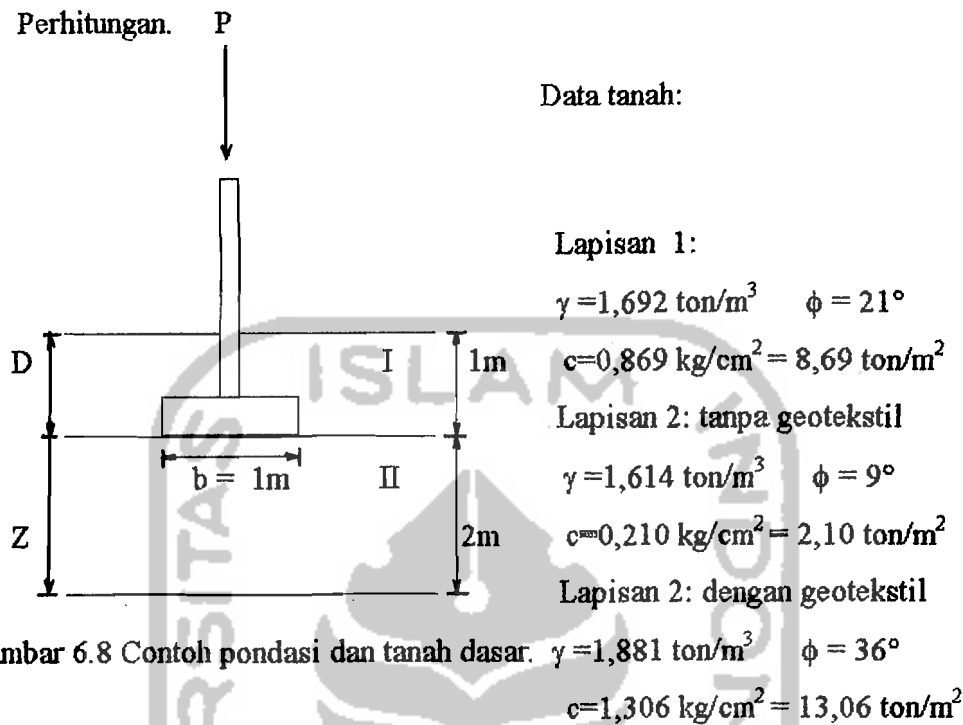 Perhitungan. P
Data tanah:
Lapisan 1:
γ =1,692 ton/m³ ϕ = 21°
c=0,869 kg/cm² = 8,69 ton/m²
Lapisan 2: tanpa geotekstil
γ =1,614 ton/m³ ϕ = 9°
c=0,210 kg/cm² = 2,10 ton/m²
Lapisan 2: dengan geotekstil
γ =1,881 ton/m³ ϕ = 36°
c=1,306 kg/cm² = 13,06 ton/m²
D I 1m
b = 1m II
Z 2m
mbar 6.8 Contoh pondasi dan tanah dasar.
ISLAM